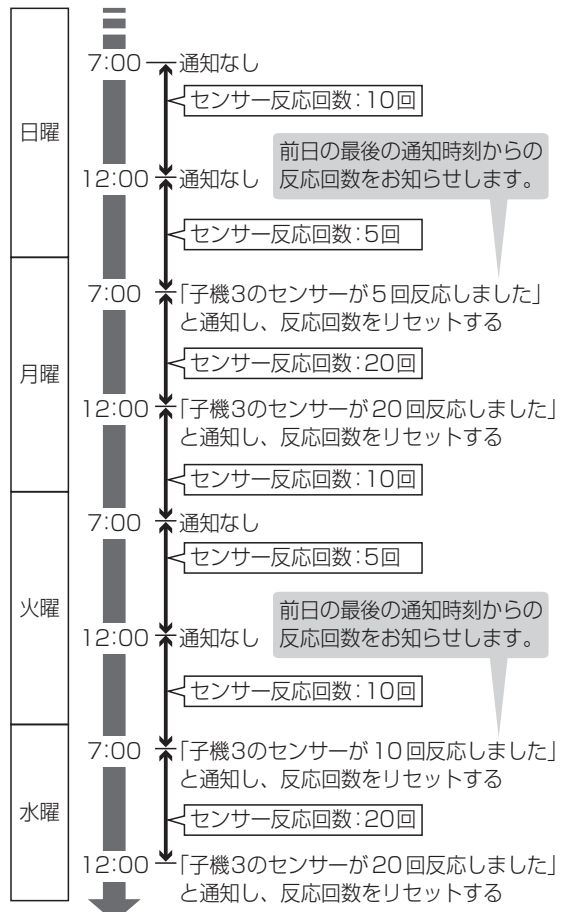 日曜
7:00 通知なし
センサー反応回数:10回
前日の最後の通知時刻からの
反応回数をお知らせします。
12:00 通知なし
センサー反応回数:5回
月曜
7:00 「子機3のセンサーが5回反応しました」
と通知し、反応回数をリセットする
センサー反応回数:20回
12:00 「子機3のセンサーが20回反応しました」
と通知し、反応回数をリセットする
センサー反応回数:10回
火曜
7:00 通知なし
センサー反応回数:5回
前日の最後の通知時刻からの
反応回数をお知らせします。
12:00 通知なし
センサー反応回数:10回
水曜
7:00 「子機3のセンサーが10回反応しました」
と通知し、反応回数をリセットする
センサー反応回数:20回
12:00 「子機3のセンサーが20回反応しました」
と通知し、反応回数をリセットする